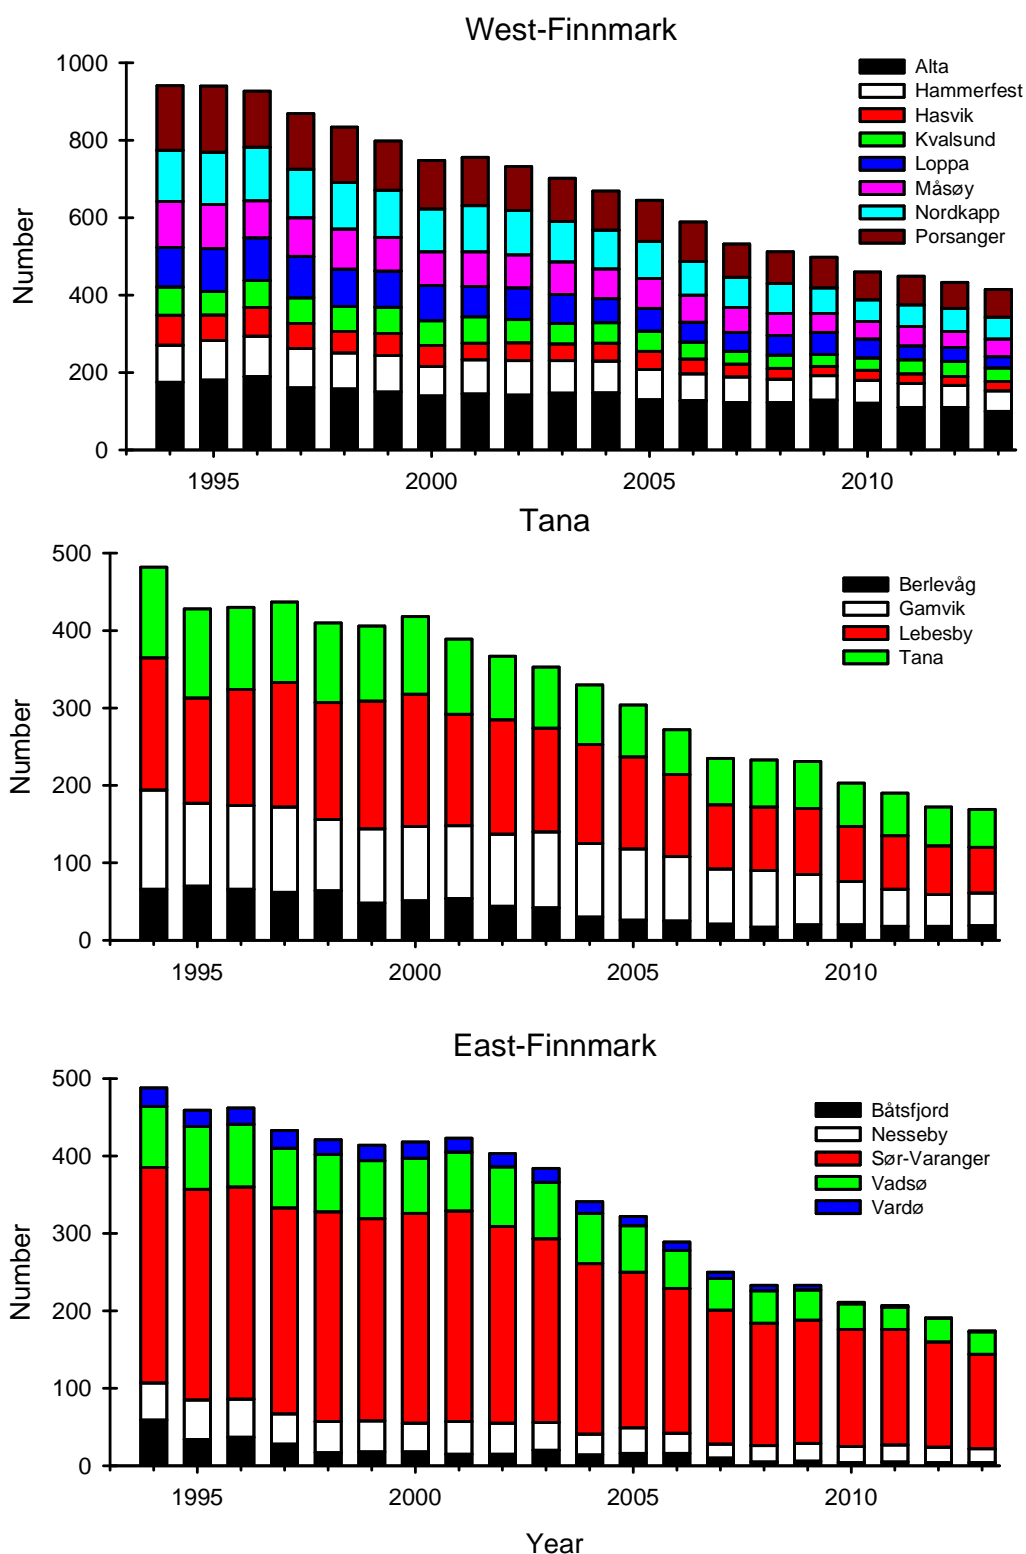 West-Finnmark
1000
800
600
400
200
0
Number
Alta
Hammerfest
Hasvik
Kvalsund
Loppa
Måsøy
Nordkapp
Porsanger
1995 2000 2005 2010
Tana
500
400
300
200
100
0
Number
Berlevåg
Gamvik
Lebesby
Tana
1995 2000 2005 2010
East-Finnmark
500
400
300
200
100
0
Number
Båtsfjord
Nesseby
Sør-Varanger
Vadsø
Vardø
1995 2000 2005 2010
Year